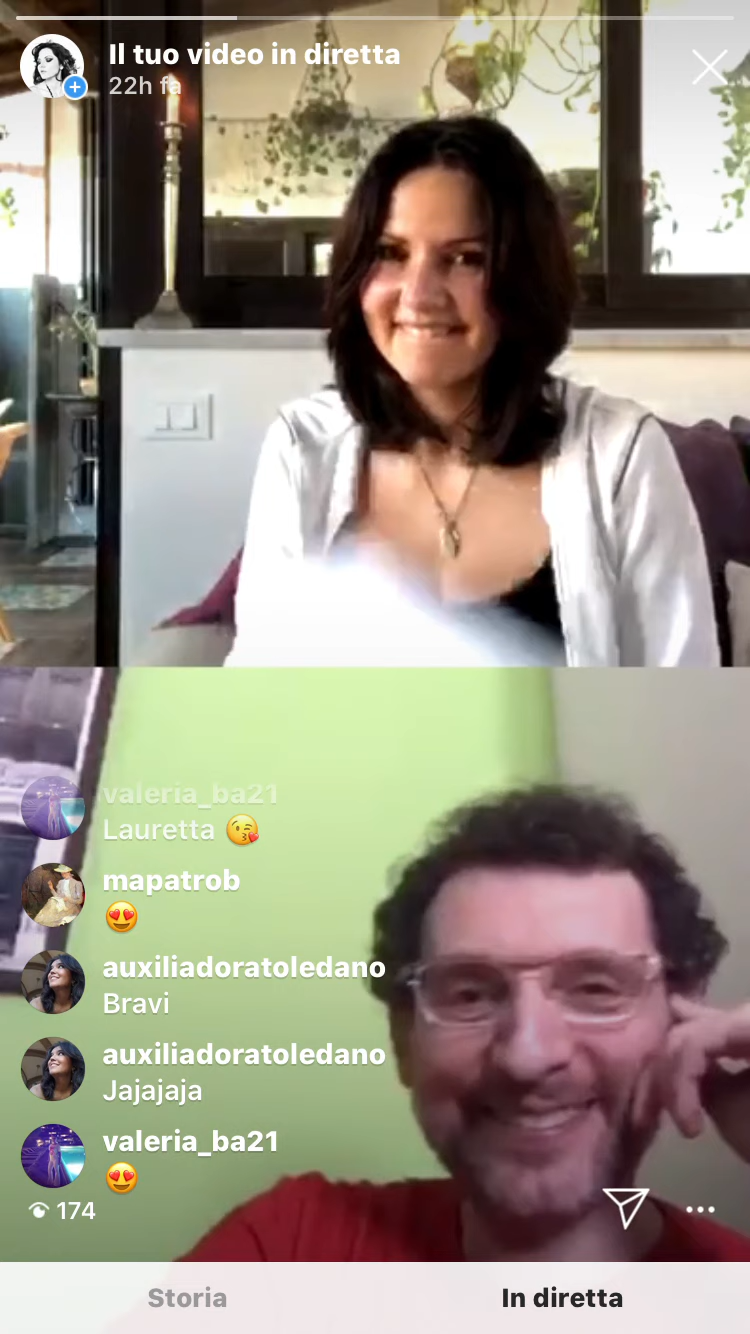 Il tuo video in diretta
22h fa
valeria_ba21
Lauretta 😘
mapatrob
😍
auxiliadoratoledano
Bravi
auxiliadoratoledano
Jajajaja
valeria_ba21
😍
174
Storia
In diretta